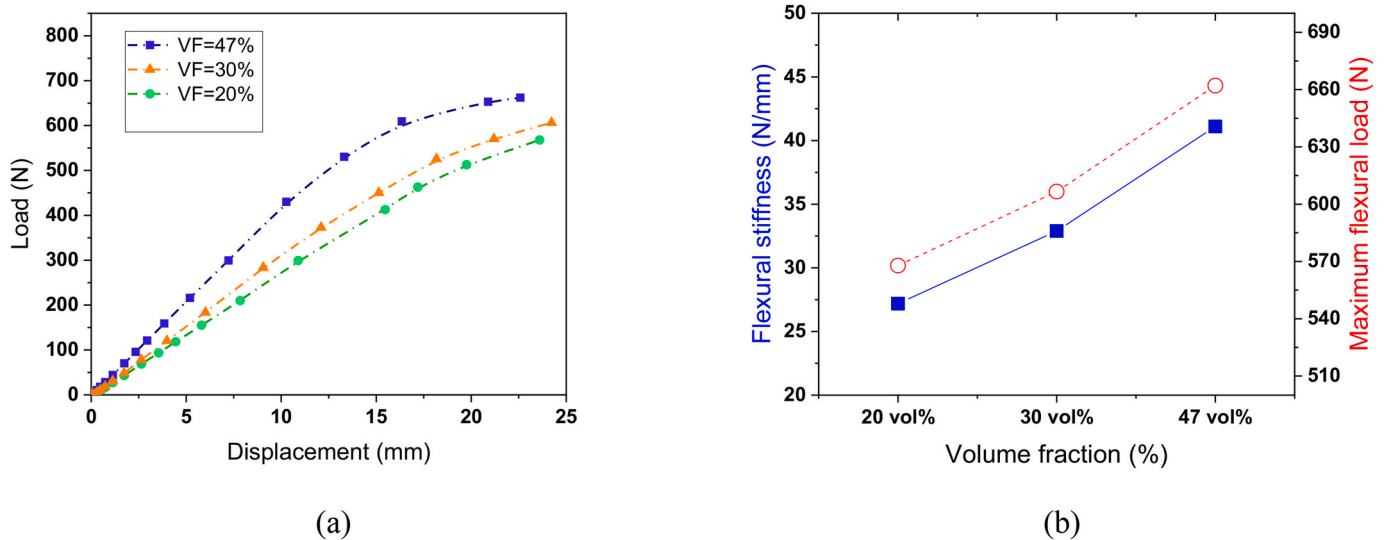 800
700
600
500
400
300
200
100
0
Load (N)
VF=47%
VF=30%
VF=20%
0 5 10 15 20 25
Displacement (mm)
(a)
50
45
40
35
30
25
20
Flexural stiffness (N/mm)
690
660
630
600
570
540
510
Maximum flexural load (N)
20 vol% 30 vol% 47 vol%
Volume fraction (%)
(b)